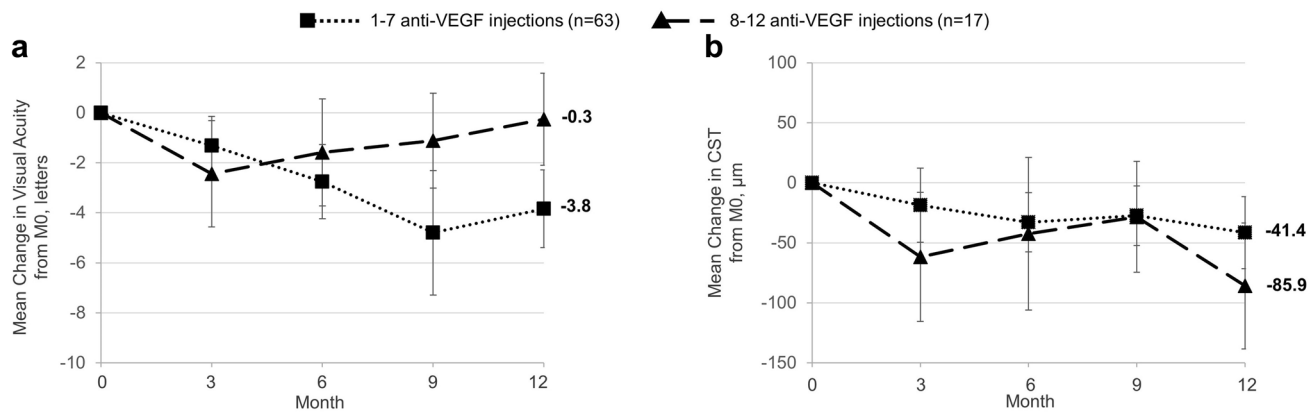 1-7 anti-VEGF injections (n=63)
8-12 anti-VEGF injections (n=17)
a
Mean Change in Visual Acuity
from M0, letters
2
0
-2
-4
-6
-8
-10
-0.3
-3.8
0
3
6
9
12
Month
b
Mean Change in CST
from M0, µm
100
50
0
-50
-100
-150
-41.4
-85.9
0
3
6
9
12
Month